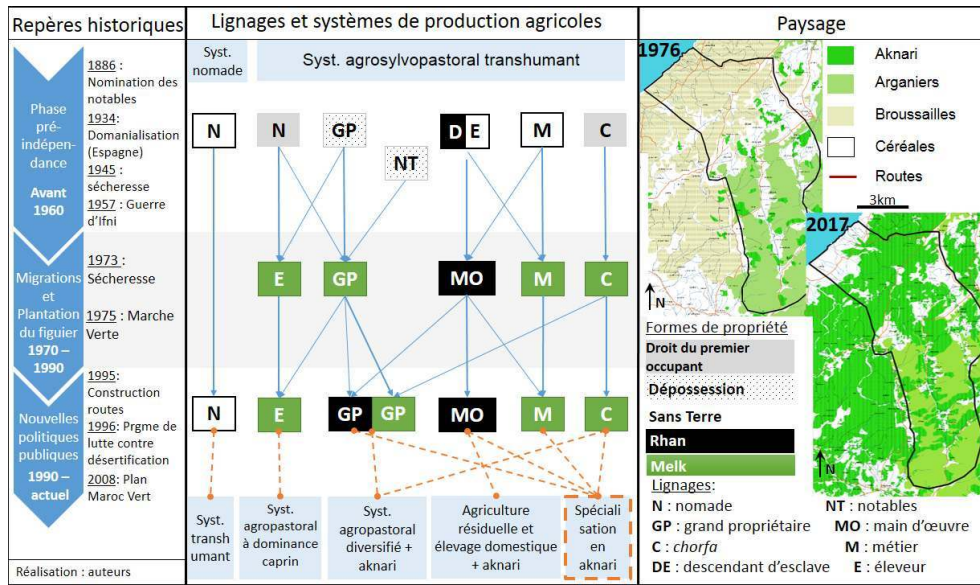 Repères historiques
Lignages et systèmes de production agricoles
Paysage
Phase pré-indépen-dance
Avant
1960
1886 :
Nomination des
notables
1934:
Domanialisation
(Espagne)
1945 :
sécheresse
1957 : Guerre
d'Ifni
Migrations et
Plantation
du figuier
1970 –
1990
1973 :
Sécheresse
1975 : Marche
Verte
Nouvelles
politiques
publiques
1990 –
actuel
1995:
Construction
routes
1996: Prgme de
lutte contre
désertification
2008: Plan
Maroc Vert
Réalisation : auteurs
Syst.
nomade
Syst. agrosylvopastoral transhumant
N N GP D E M C
NT
E GP MO M C
N E GP GP MO M C
Syst.
transh
umant
Syst.
agropastoral
à dominance
caprin
Syst.
agropastoral
diversifié +
aknari
Agriculture
résiduelle et
élevage domestique
+ aknari
Spéciali
sation en
aknari
1976
Aknari
Arganiers
Broussailles
Céréales
Routes
3km
2017
N
N
Formes de propriété
Droit du premier
occupant
Dépossession
Sans Terre
Rhan
Melk
Lignages:
N : nomade
NT : notables
GP : grand propriétaire
MO : main d'œuvre
C : chorfa
M : métier
DE : descendant d'esclave
E : éleveur